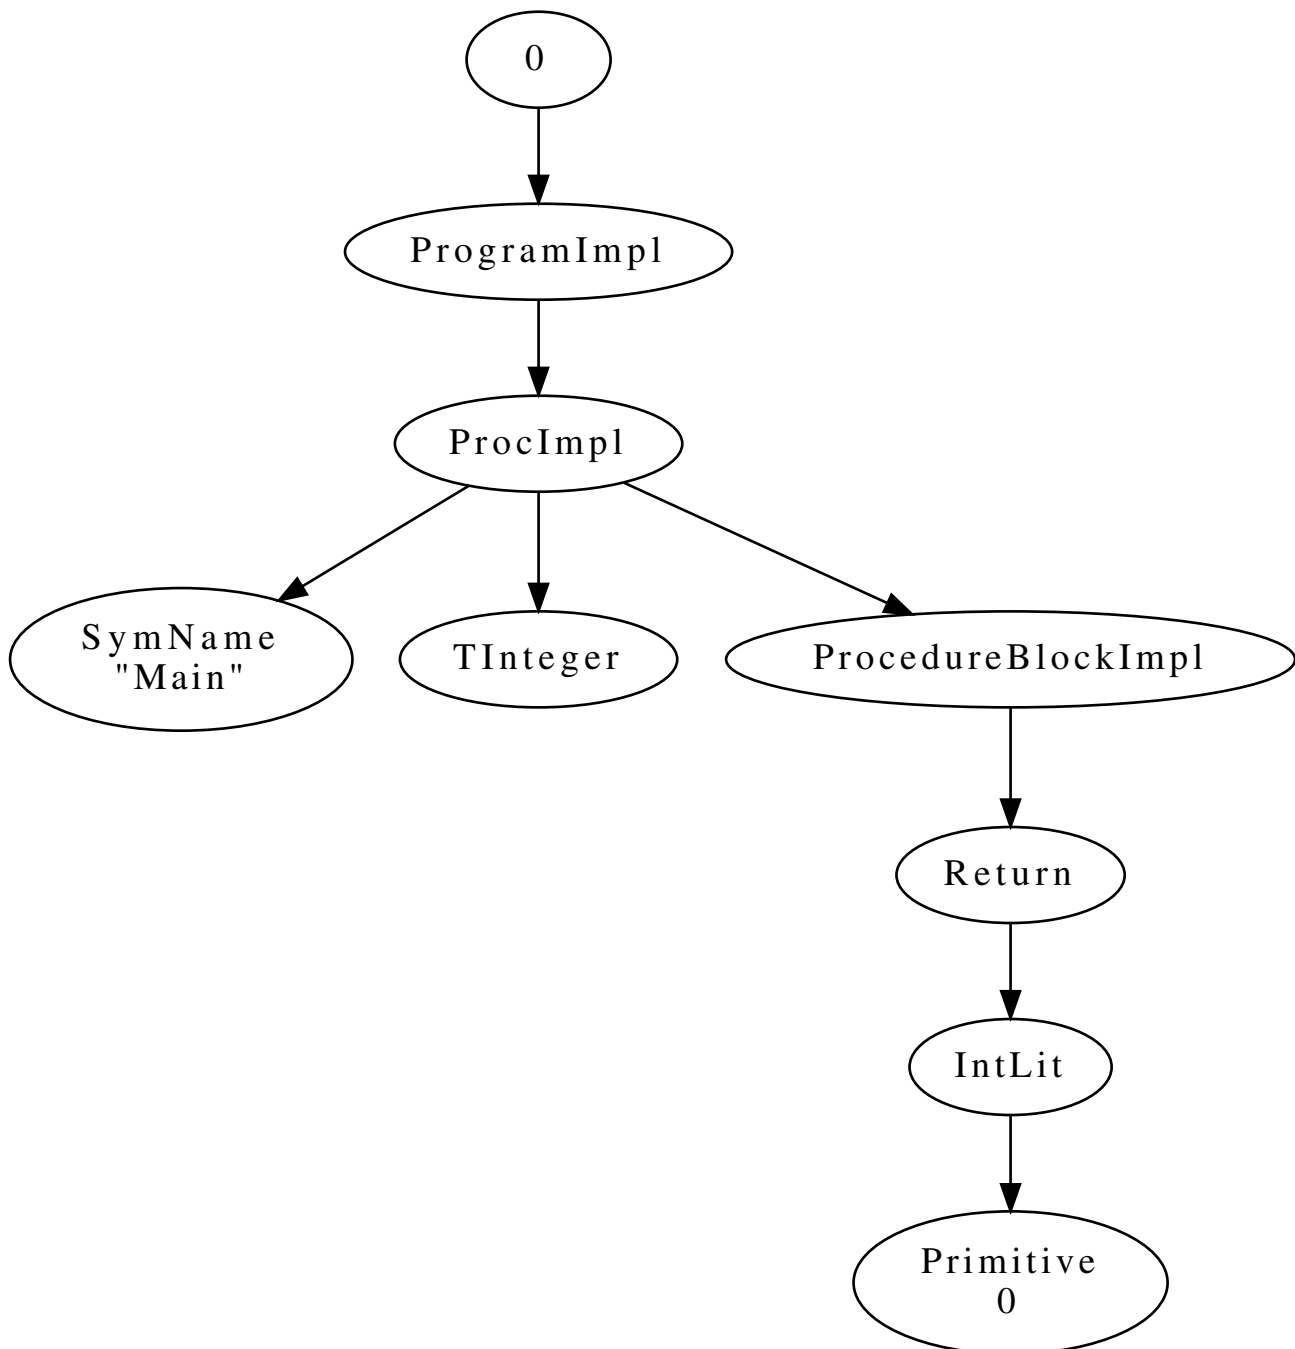 0
ProgramImpl
ProcImpl
SymName
"Main"
TInteger
ProcedureBlockImpl
Return
IntLit
Primitive
0